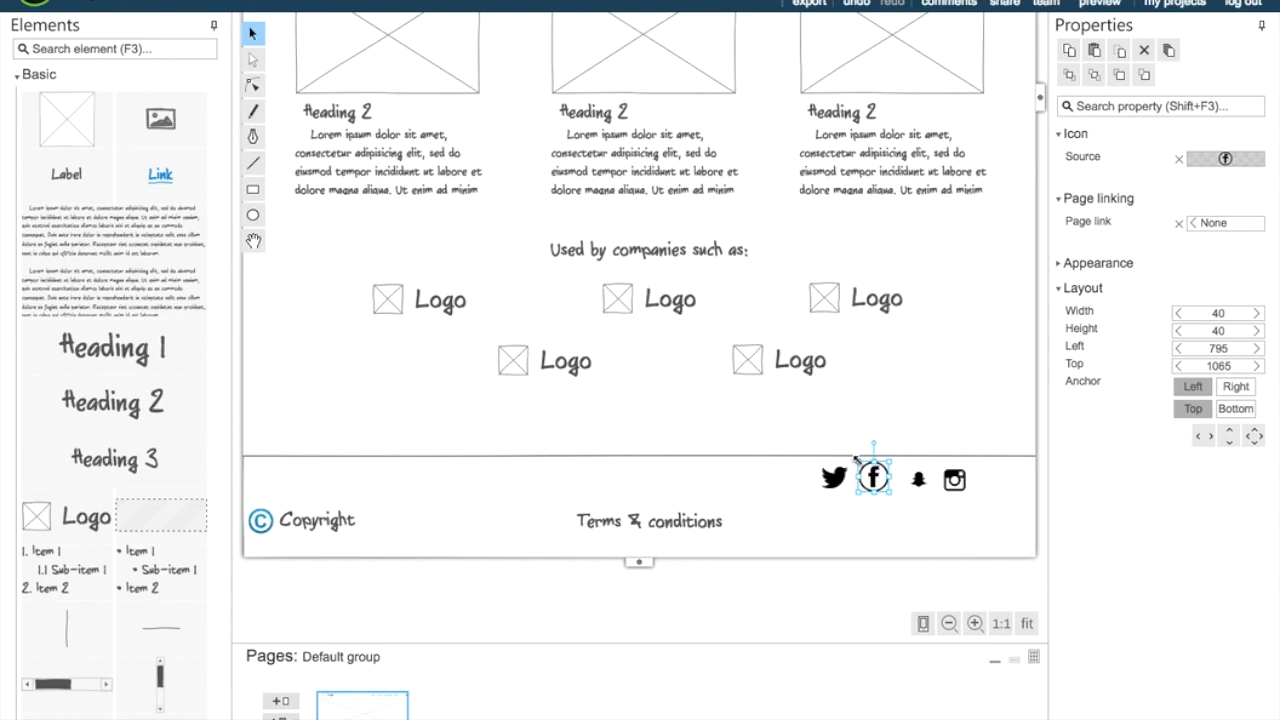 export undo redo comments share team preview my projects log out
Elements
Search element (F3)...
Basic
Label
Link
Heading 1
Heading 2
Heading 3
Logo
1. Item 1
1.1 Sub-item 1
2. Item 2
• Item 1
• Sub-item 1
• Item 2
Heading 2
Lorem ipsum dolor sit amet,
consectetur adipisicing elit, sed do
eiusmod tempor incididunt ut labore et
dolore magna aliqua. Ut enim ad minim
Heading 2
Lorem ipsum dolor sit amet,
consectetur adipisicing elit, sed do
eiusmod tempor incididunt ut labore et
dolore magna aliqua. Ut enim ad minim
Heading 2
Lorem ipsum dolor sit amet,
consectetur adipisicing elit, sed do
eiusmod tempor incididunt ut labore et
dolore magna aliqua. Ut enim ad minim
Used by companies such as:
Logo Logo Logo
Logo Logo
© Copyright
Terms & conditions
1:1 fit
Pages: Default group
Properties
Search property (Shift+F3)...
Icon
Source
Page linking
Page link None
Appearance
Layout
Width 40
Height 40
Left 795
Top 1065
Anchor Left Right
Top Bottom